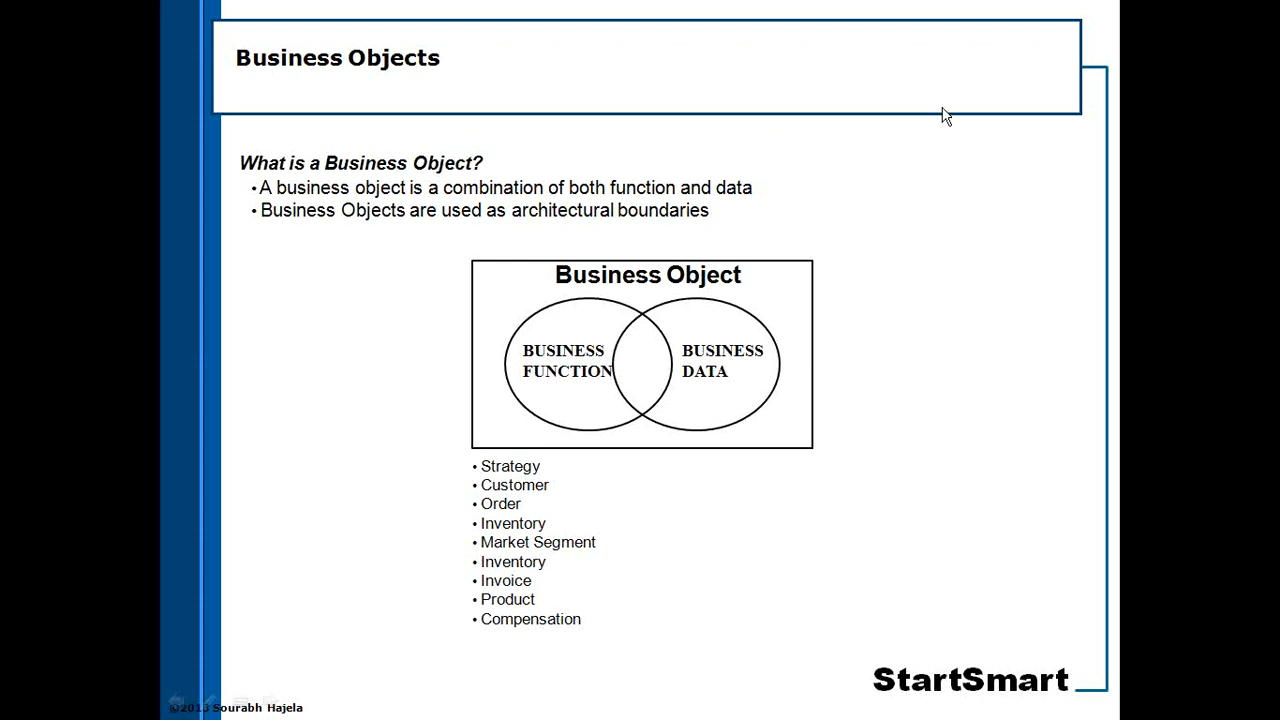 Business Objects
What is a Business Object?
• A business object is a combination of both function and data
• Business Objects are used as architectural boundaries
Business Object
BUSINESS FUNCTION
BUSINESS DATA
• Strategy
• Customer
• Order
• Inventory
• Market Segment
• Inventory
• Invoice
• Product
• Compensation
StartSmart
©2013 Sourabh Hajela